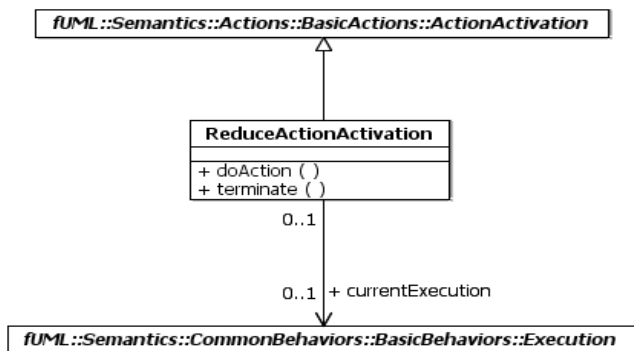 fUML::Semantics::Actions::BasicActions::ActionActivation
ReduceActionActivation
+ doAction ( )
+ terminate ( )
0..1
0..1 + currentExecution
fUML::Semantics::CommonBehaviors::BasicBehaviors::Execution